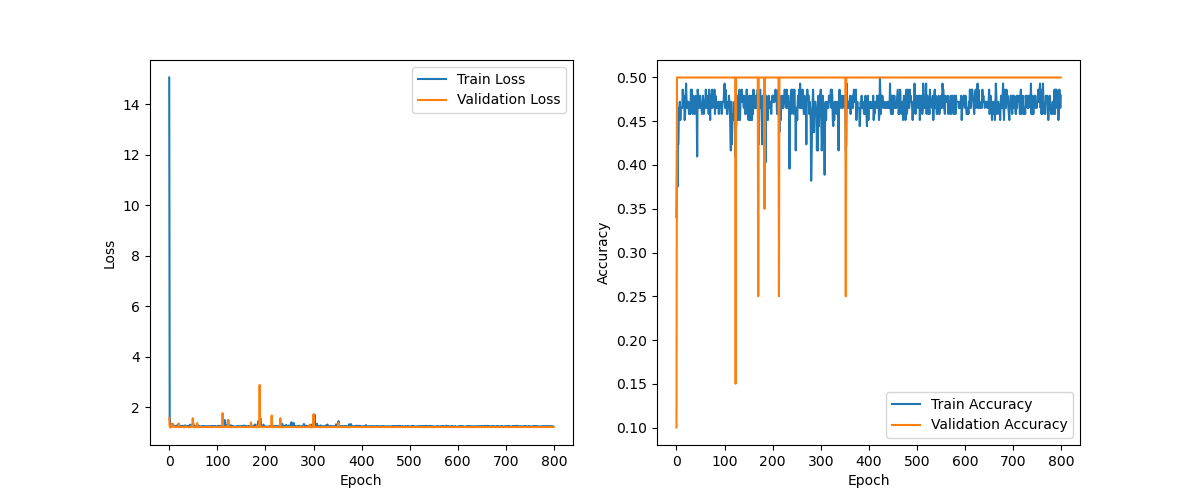 Train Loss
Validation Loss
14
12
10
8
6
4
2
Loss
0 100 200 300 400 500 600 700 800
Epoch
0.50
0.45
0.40
0.35
0.30
0.25
0.20
0.15
0.10
Accuracy
Train Accuracy
Validation Accuracy
0 100 200 300 400 500 600 700 800
Epoch